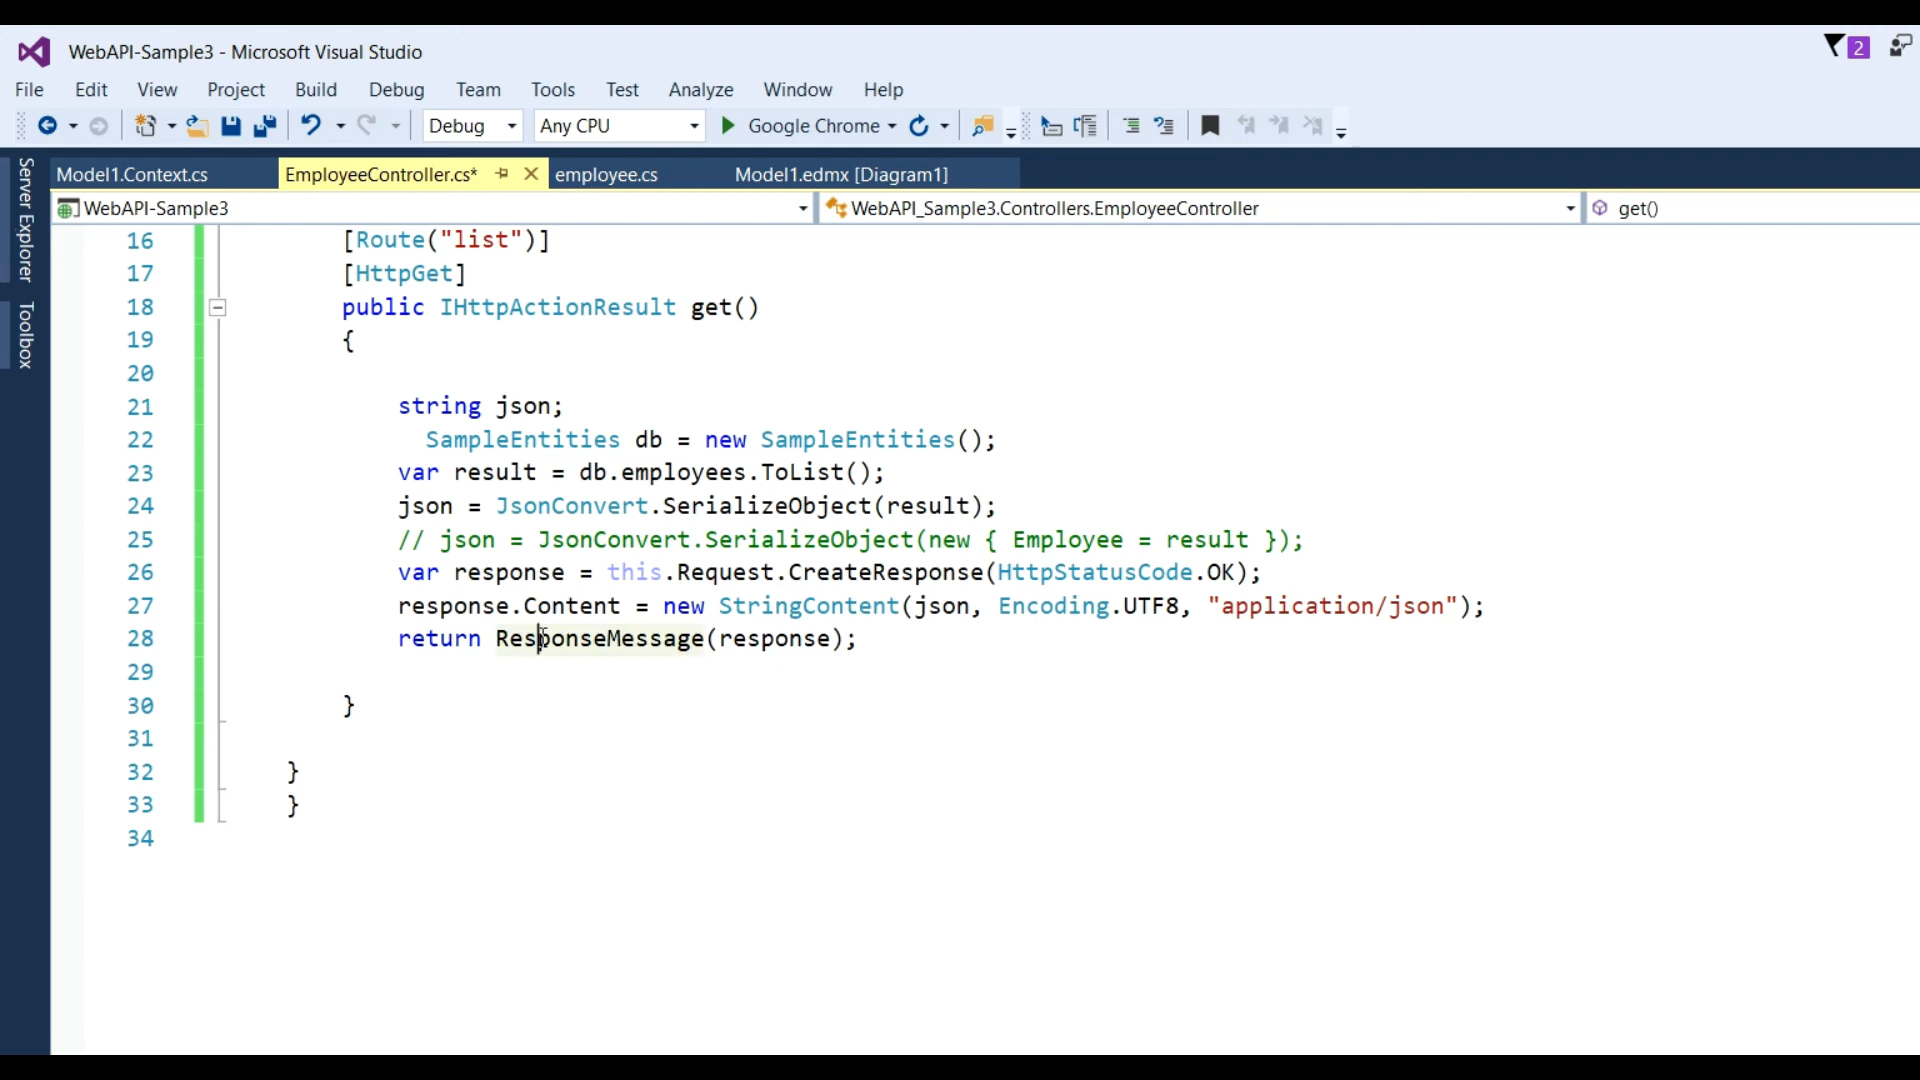 WebAPI-Sample3 - Microsoft Visual Studio
2
File Edit View Project Build Debug Team Tools Test Analyze Window Help
Debug Any CPU Google Chrome
Server Explorer
Toolbox
Model1.Context.cs EmployeeController.cs* employee.cs Model1.edmx [Diagram1]
WebAPI-Sample3 WebAPI_Sample3.Controllers.EmployeeController get()
16 [Route("list")]
17 [HttpGet]
18 public IHttpActionResult get()
19 {
20
21 string json;
22 SampleEntities db = new SampleEntities();
23 var result = db.employees.ToList();
24 json = JsonConvert.SerializeObject(result);
25 // json = JsonConvert.SerializeObject(new { Employee = result });
26 var response = this.Request.CreateResponse(HttpStatusCode.OK);
27 response.Content = new StringContent(json, Encoding.UTF8, "application/json");
28 return ResponseMessage(response);
29
30 }
31
32 }
33 }
34